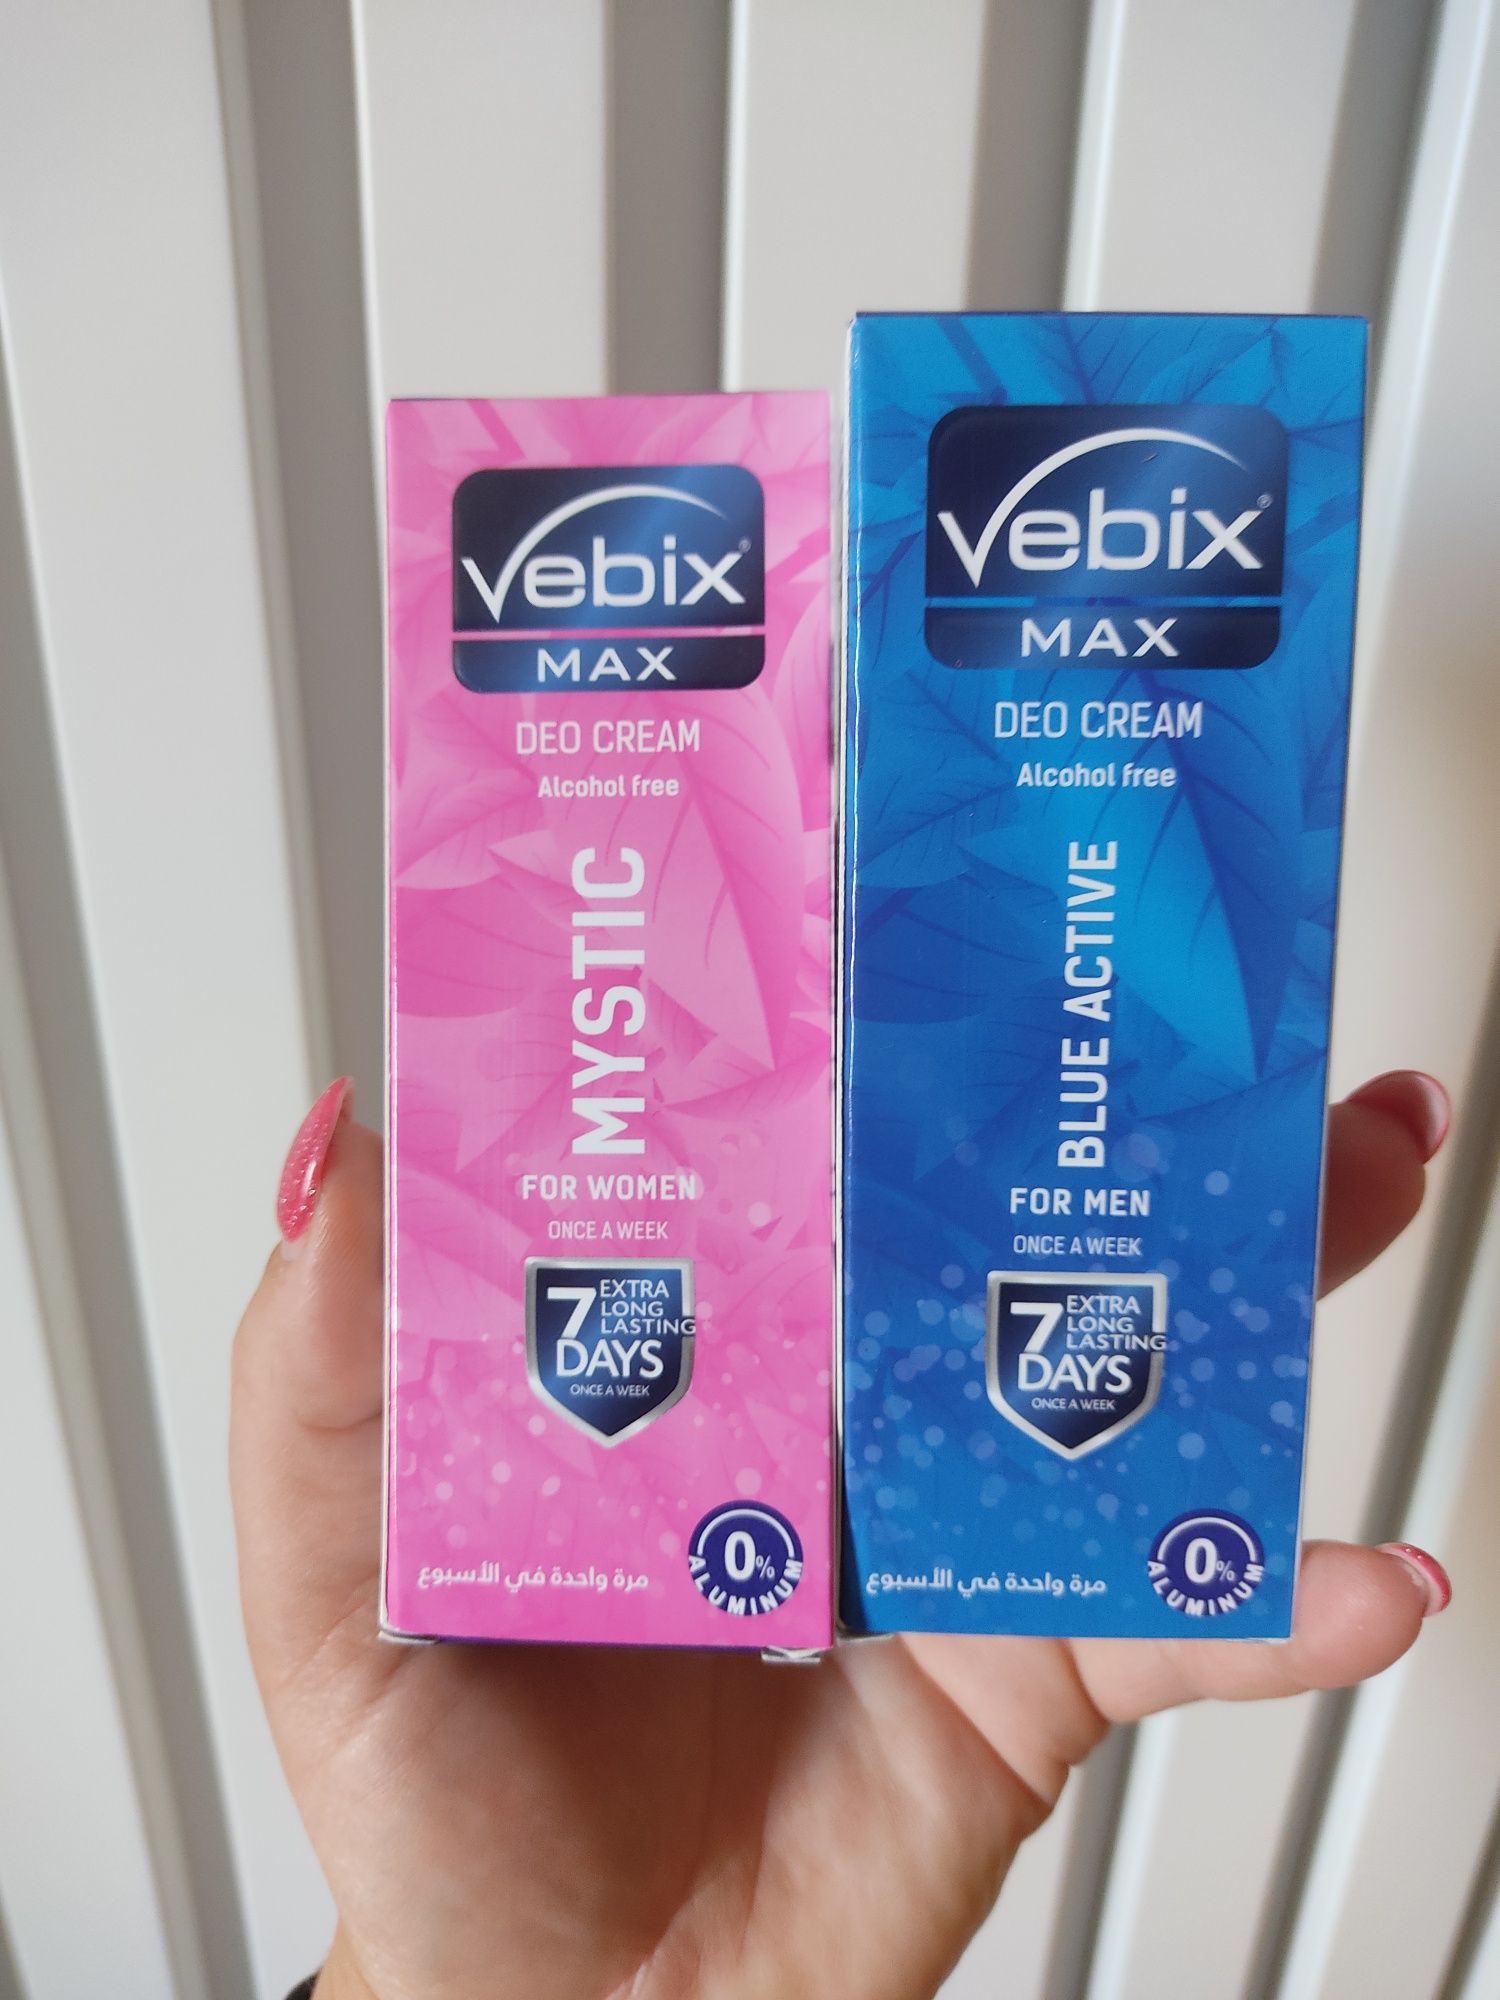 vebix®
MAX
DEO CREAM
Alcohol free
MYSTIC
FOR WOMEN
ONCE A WEEK
7 EXTRA
LONG
LASTING
DAYS
ONCE A WEEK
مرة واحدة في الأسبوع
0%
ALUMINUM
vebix®
MAX
DEO CREAM
Alcohol free
BLUE ACTIVE
FOR MEN
ONCE A WEEK
7 EXTRA
LONG
LASTING
DAYS
ONCE A WEEK
مرة واحدة في الأسبوع
0%
ALUMINUM